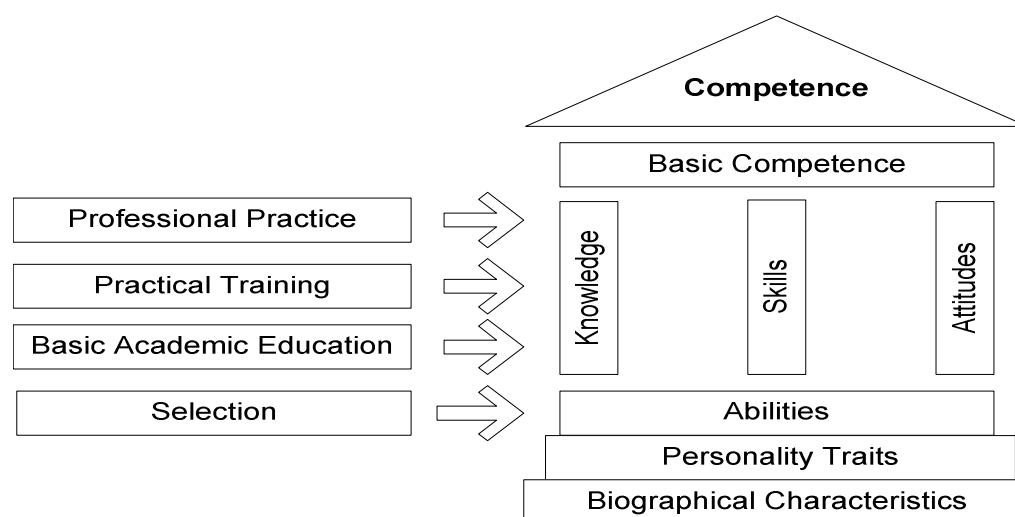 Competence
Basic Competence
Professional Practice
Practical Training
Basic Academic Education
Selection
Knowledge
Skills
Attitudes
Abilities
Personality Traits
Biographical Characteristics